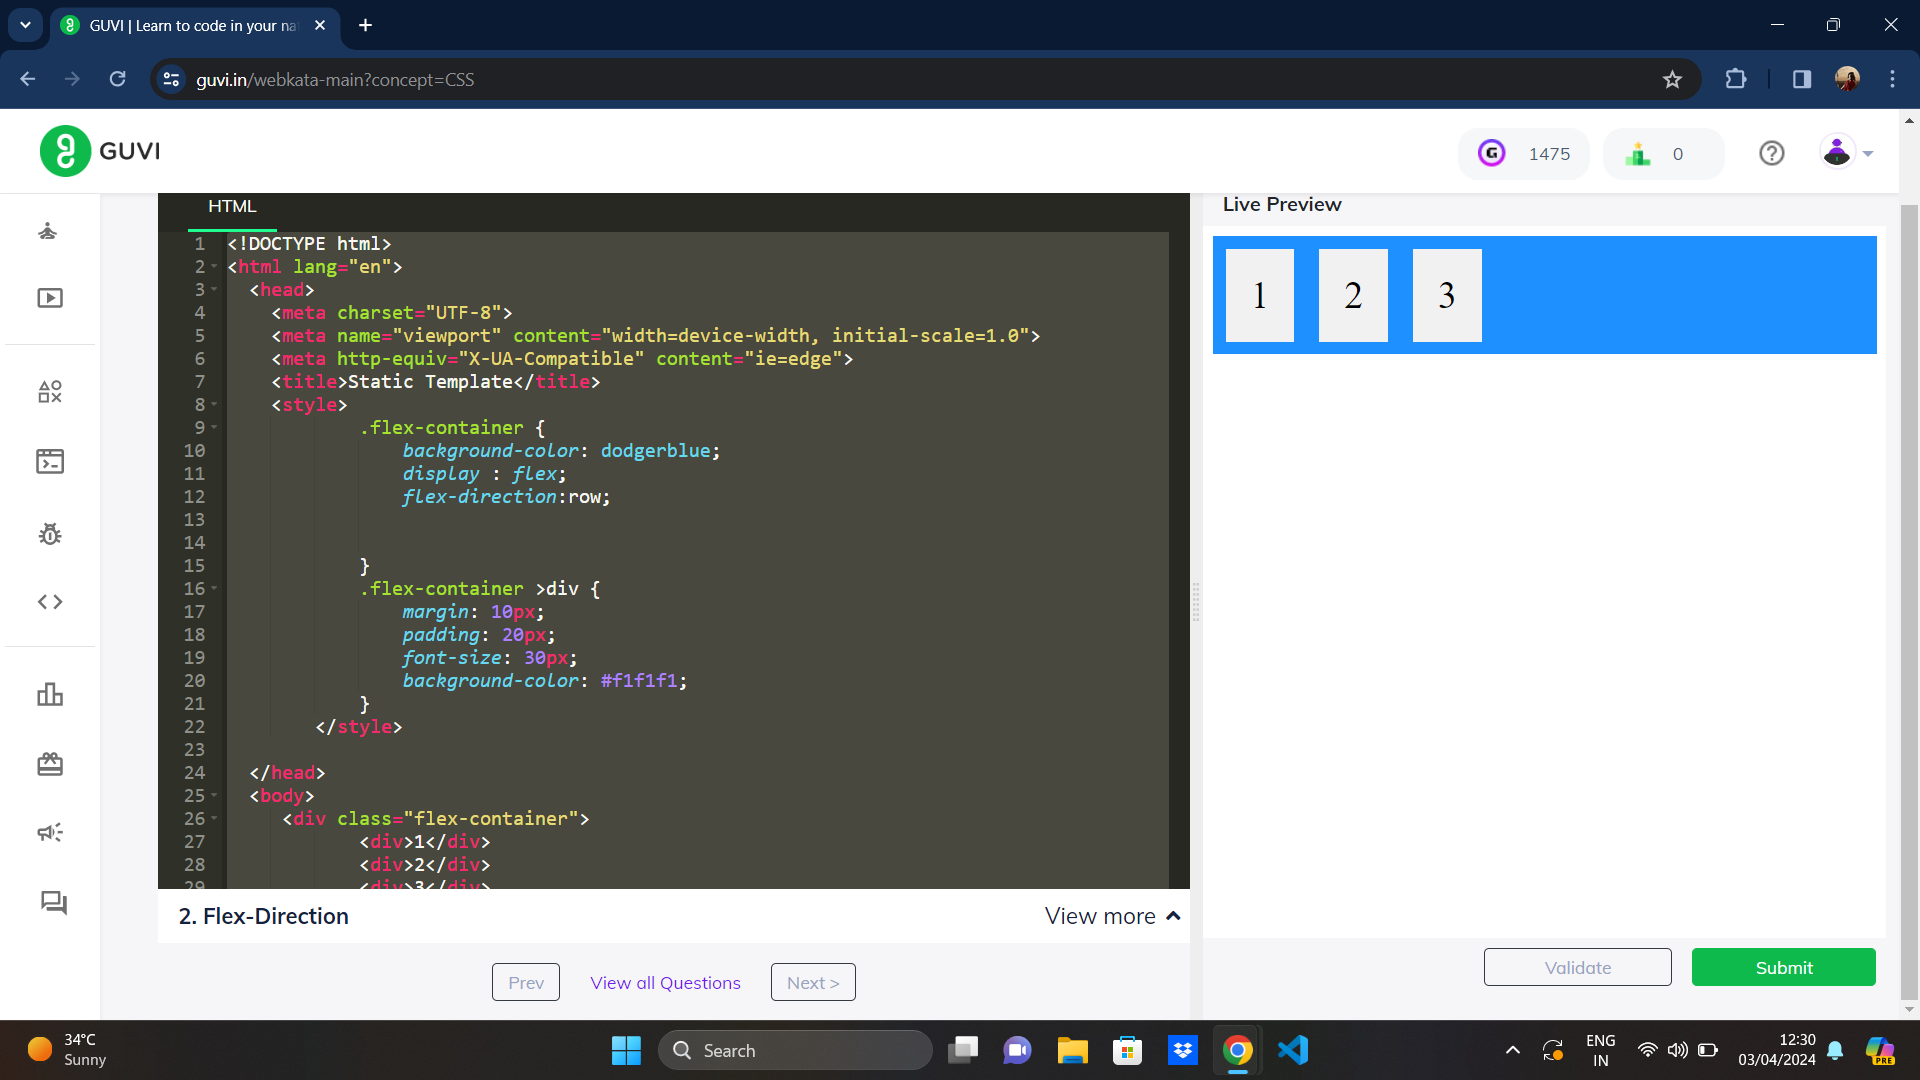 GUVI | Learn to code in your na
guvi.in/webkata-main?concept=CSS
GUVI
G
1475
0
HTML
1 <!DOCTYPE html>
2 <html lang="en">
3 <head>
4 <meta charset="UTF-8">
5 <meta name="viewport" content="width=device-width, initial-scale=1.0">
6 <meta http-equiv="X-UA-Compatible" content="ie=edge">
7 <title>Static Template</title>
8 <style>
9 .flex-container {
10 background-color: dodgerblue;
11 display : flex;
12 flex-direction:row;
13
14
15 }
16 .flex-container >div {
17 margin: 10px;
18 padding: 20px;
19 font-size: 30px;
20 background-color: #f1f1f1;
21 }
22 </style>
23
24 </head>
25 <body>
26 <div class="flex-container">
27 <div>1</div>
28 <div>2</div>
29 <div>3</div>
2. Flex-Direction
View more
Prev
View all Questions
Next >
Live Preview
1 2 3
Validate
Submit
34°C
Sunny
Search
ENG
IN
12:30
03/04/2024
PRE